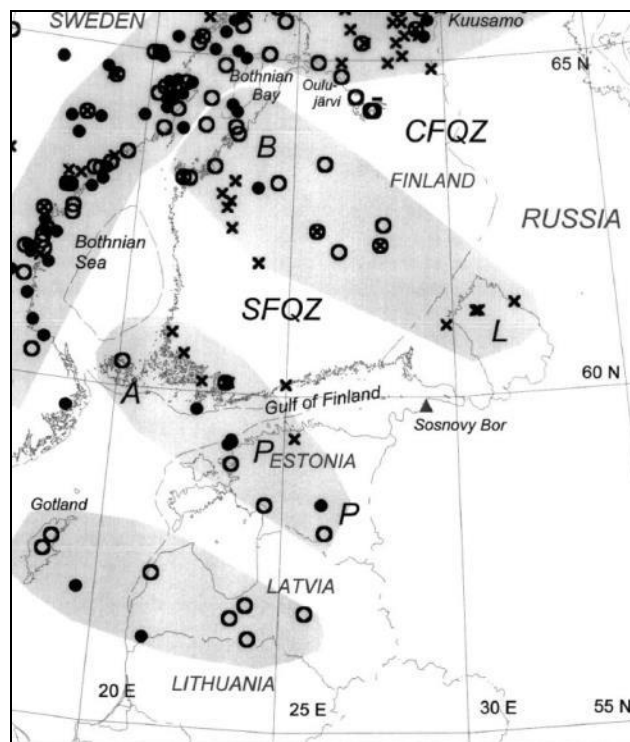 SWEDEN
Kuusamo
65 N
Bothnian
Bay
Oulu-
järvi
CFQZ
B
FINLAND
RUSSIA
Bothnian
Sea
SFQZ
L
A
60 N
Gulf of Finland
Sosnovy Bor
P
ESTONIA
P
Gotland
LATVIA
LITHUANIA
20 E
25 E
30 E
55 N